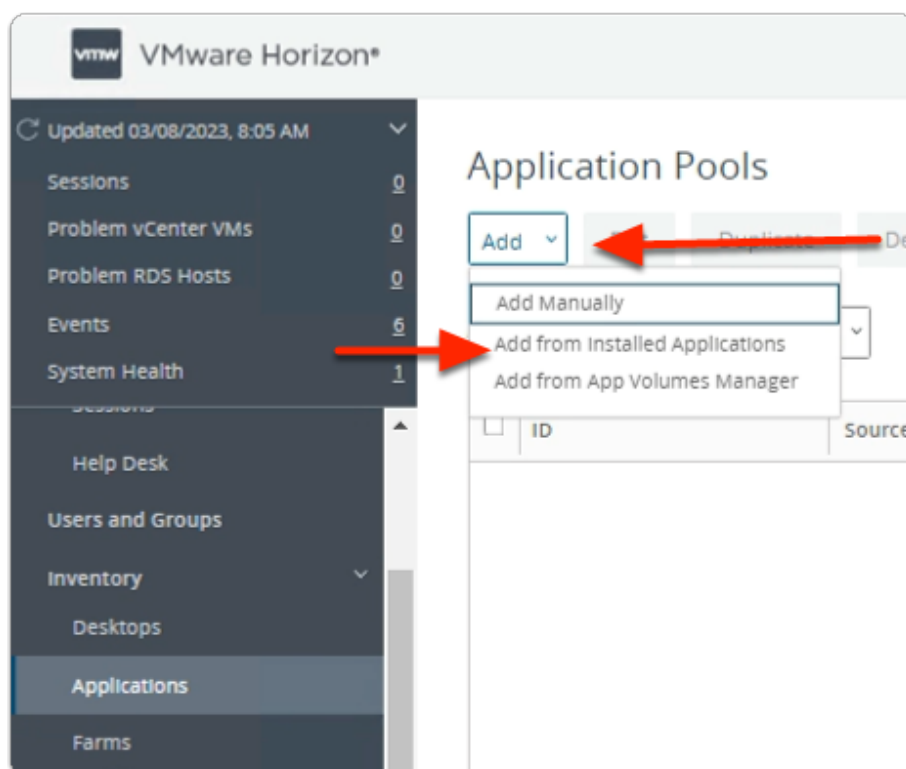 vmw VMware Horizon®
Updated 03/08/2023, 8:05 AM
Sessions 0
Problem vCenter VMs 0
Problem RDS Hosts 0
Events 6
System Health 1
Sessions
Help Desk
Users and Groups
Inventory
Desktops
Applications
Farms
Application Pools
Add Duplicate De
Add Manually
Add from Installed Applications
Add from App Volumes Manager
ID Source